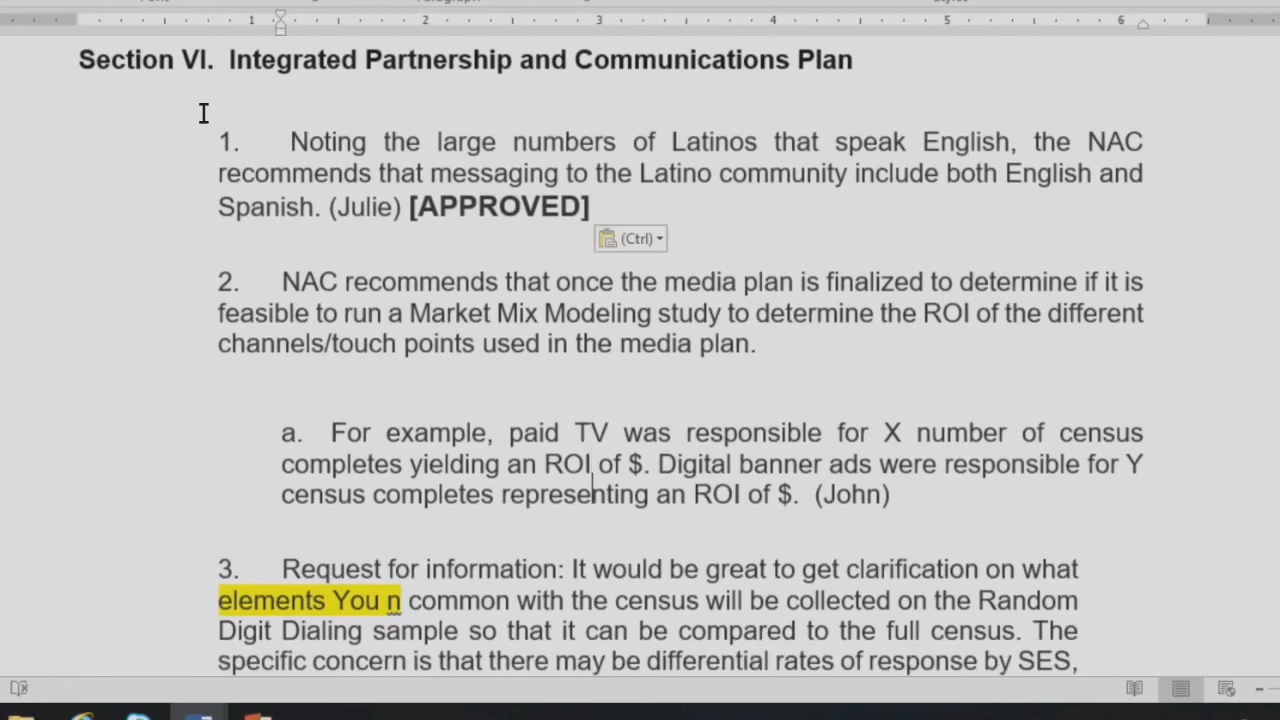 1 2 3 4 5 6
Section VI. Integrated Partnership and Communications Plan
1. Noting the large numbers of Latinos that speak English, the NAC
recommends that messaging to the Latino community include both English and
Spanish. (Julie) [APPROVED]
(Ctrl)
2. NAC recommends that once the media plan is finalized to determine if it is
feasible to run a Market Mix Modeling study to determine the ROI of the different
channels/touch points used in the media plan.
a. For example, paid TV was responsible for X number of census
completes yielding an ROI of $. Digital banner ads were responsible for Y
census completes representing an ROI of $. (John)
3. Request for information: It would be great to get clarification on what
elements You n common with the census will be collected on the Random
Digit Dialing sample so that it can be compared to the full census. The
specific concern is that there may be differential rates of response by SES,